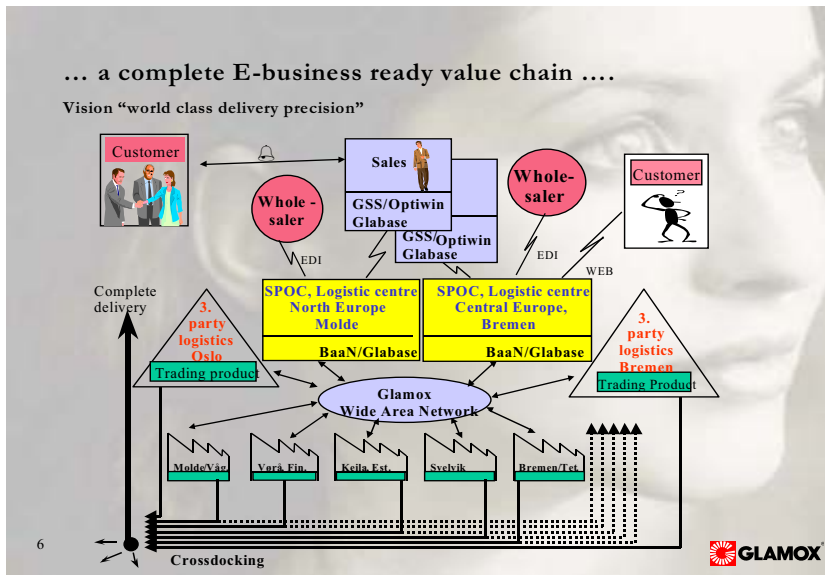 … a complete E-business ready value chain ….
Vision “world class delivery precision”
Customer
Sales
GSS/Optiwin
Glabase
GSS/Optiwin
Glabase
Whole -
saler
Whole-
saler
Customer
EDI
EDI
WEB
Complete
delivery
3.
party
logistics
Oslo
Trading product
SPOC, Logistic centre
North Europe
Molde
BaaN/Glabase
SPOC, Logistic centre
Central Europe,
Bremen
BaaN/Glabase
3.
party
logistics
Bremen
Trading Product
Glamox
Wide Area Network
Molde/Våg.
Vørå, Fin.
Keila, Est.
Svelvik
Bremen/Tet.
6
Crossdocking
GLAMOX®